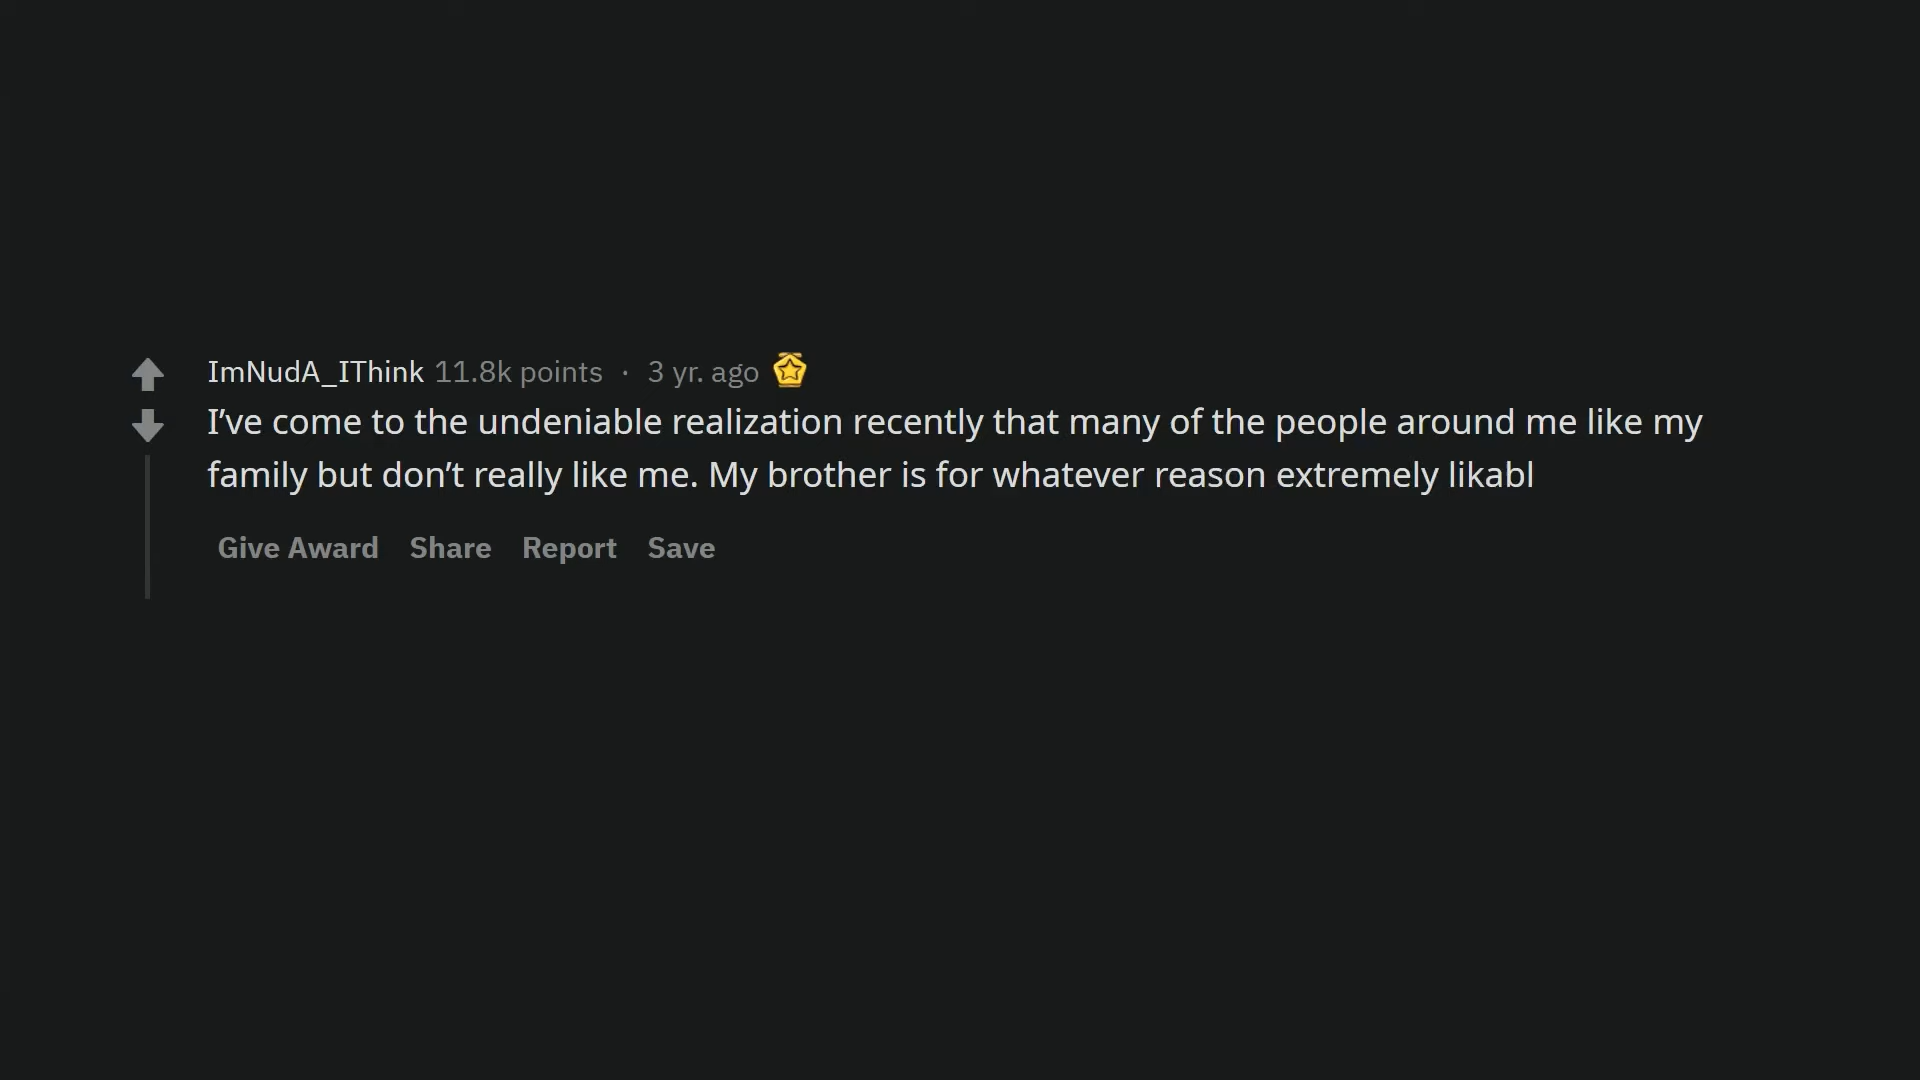 ImNudA_IThink 11.8k points · 3 yr. ago
I’ve come to the undeniable realization recently that many of the people around me like my
family but don’t really like me. My brother is for whatever reason extremely likabl
Give Award Share Report Save